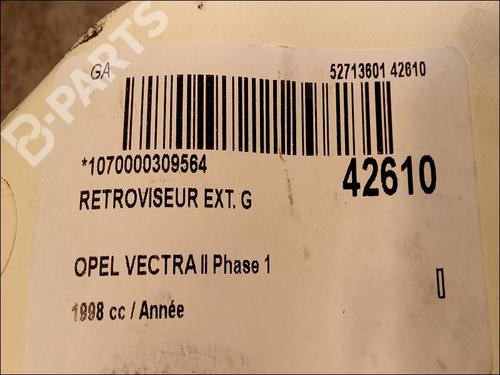 B-PARTS
GA
52713601 42610
*1070000309564
42610
RETROVISEUR EXT. G
OPEL VECTRA II Phase 1
1998 cc / Année